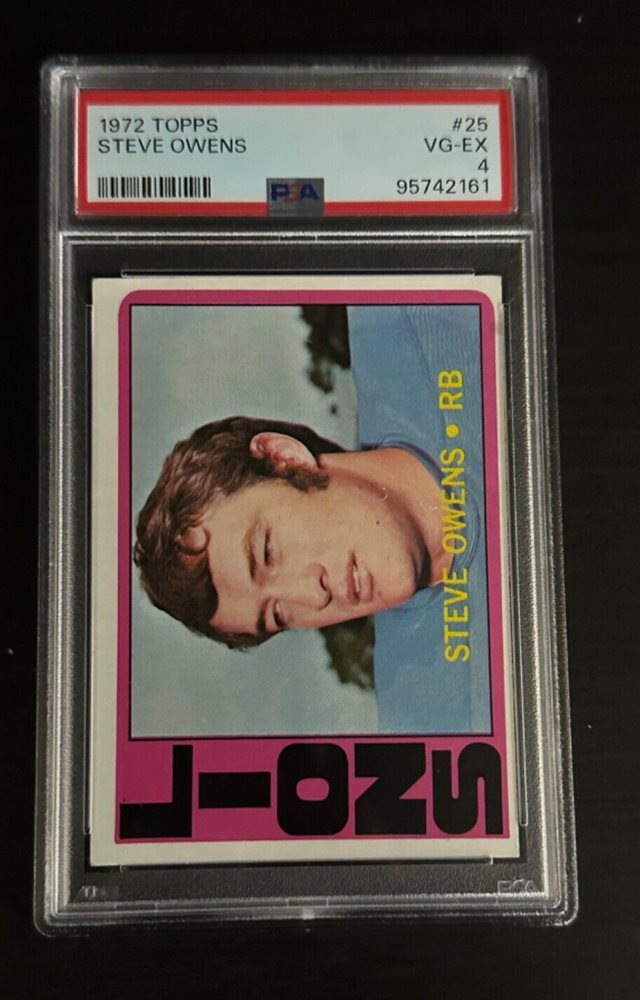 1972 TOPPS #25
STEVE OWENS VG-EX
4
PSA 95742161
STEVE OWENS • RB
LIONS